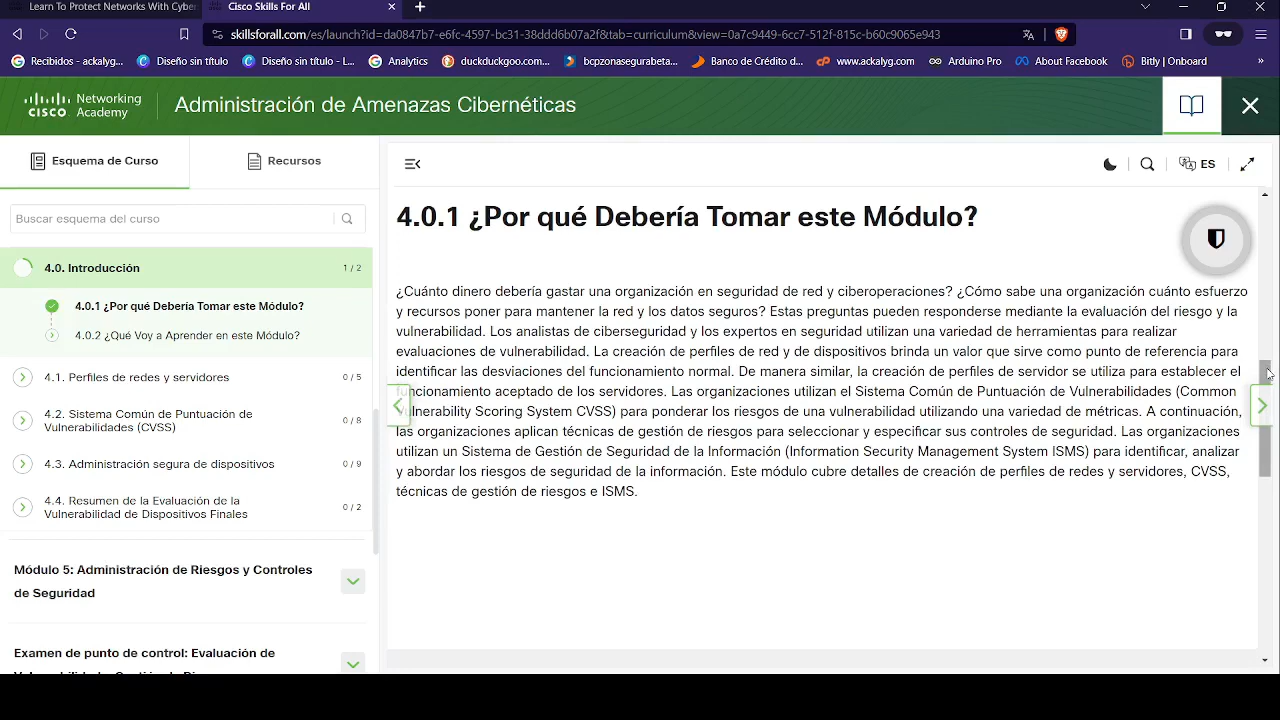 Learn To Protect Networks With Cyber
Cisco Skills For All
skillsforall.com/es/launch?id=da0847b7-e6fc-4597-bc31-38ddd6b07a2f&tab=curriculum&view=0a7c9449-6cc7-512f-815c-b60c9065e943
Recibidos - ackalyg...
Diseño sin título
Diseño sin título - L...
Analytics
duckduckgoo.com...
bcpzonasegurabeta...
Banco de Crédito d...
www.ackalyg.com
Arduino Pro
About Facebook
Bitly | Onboard
»
cisco Networking Academy
Administración de Amenazas Cibernéticas
Esquema de Curso
Recursos
ES
Buscar esquema del curso
4.0. Introducción 1 / 2
4.0.1 ¿Por qué Debería Tomar este Módulo?
4.0.2 ¿Qué Voy a Aprender en este Módulo?
4.1. Perfiles de redes y servidores 0 / 5
4.2. Sistema Común de Puntuación de
Vulnerabilidades (CVSS) 0 / 8
4.3. Administración segura de dispositivos 0 / 9
4.4. Resumen de la Evaluación de la
Vulnerabilidad de Dispositivos Finales 0 / 2
Módulo 5: Administración de Riesgos y Controles
de Seguridad
Examen de punto de control: Evaluación de
4.0.1 ¿Por qué Debería Tomar este Módulo?
¿Cuánto dinero debería gastar una organización en seguridad de red y ciberoperaciones? ¿Cómo sabe una organización cuánto esfuerzo
y recursos poner para mantener la red y los datos seguros? Estas preguntas pueden responderse mediante la evaluación del riesgo y la
vulnerabilidad. Los analistas de ciberseguridad y los expertos en seguridad utilizan una variedad de herramientas para realizar
evaluaciones de vulnerabilidad. La creación de perfiles de red y de dispositivos brinda un valor que sirve como punto de referencia para
identificar las desviaciones del funcionamiento normal. De manera similar, la creación de perfiles de servidor se utiliza para establecer el
funcionamiento aceptado de los servidores. Las organizaciones utilizan el Sistema Común de Puntuación de Vulnerabilidades (Common
Vulnerability Scoring System CVSS) para ponderar los riesgos de una vulnerabilidad utilizando una variedad de métricas. A continuación,
las organizaciones aplican técnicas de gestión de riesgos para seleccionar y especificar sus controles de seguridad. Las organizaciones
utilizan un Sistema de Gestión de Seguridad de la Información (Information Security Management System ISMS) para identificar, analizar
y abordar los riesgos de seguridad de la información. Este módulo cubre detalles de creación de perfiles de redes y servidores, CVSS,
técnicas de gestión de riesgos e ISMS.